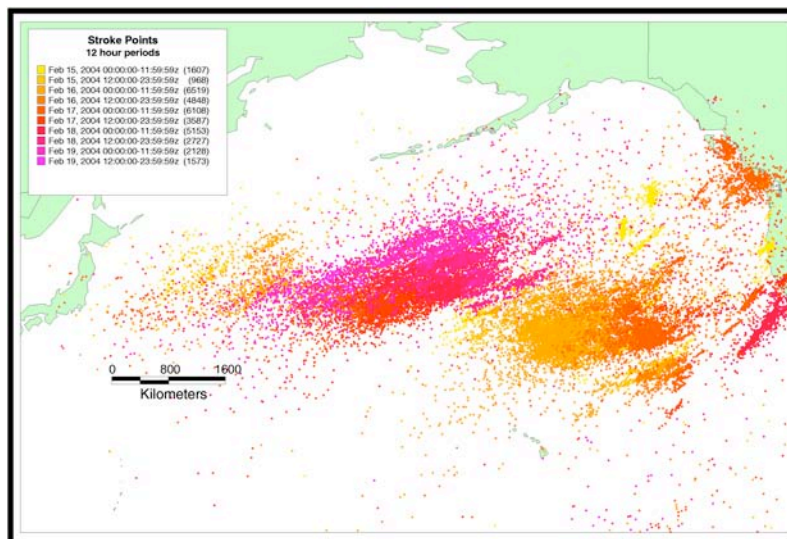 Stroke Points
12 hour periods
Feb 15, 2004 00:00:00-11:59:59z (1607)
Feb 15, 2004 12:00:00-23:59:59z (968)
Feb 16, 2004 00:00:00-11:59:59z (6519)
Feb 16, 2004 12:00:00-23:59:59z (4848)
Feb 17, 2004 00:00:00-11:59:59z (6108)
Feb 17, 2004 12:00:00-23:59:59z (3587)
Feb 18, 2004 00:00:00-11:59:59z (5153)
Feb 18, 2004 12:00:00-23:59:59z (2727)
Feb 19, 2004 00:00:00-11:59:59z (2128)
Feb 19, 2004 12:00:00-23:59:59z (1573)
0 800 1600
Kilometers